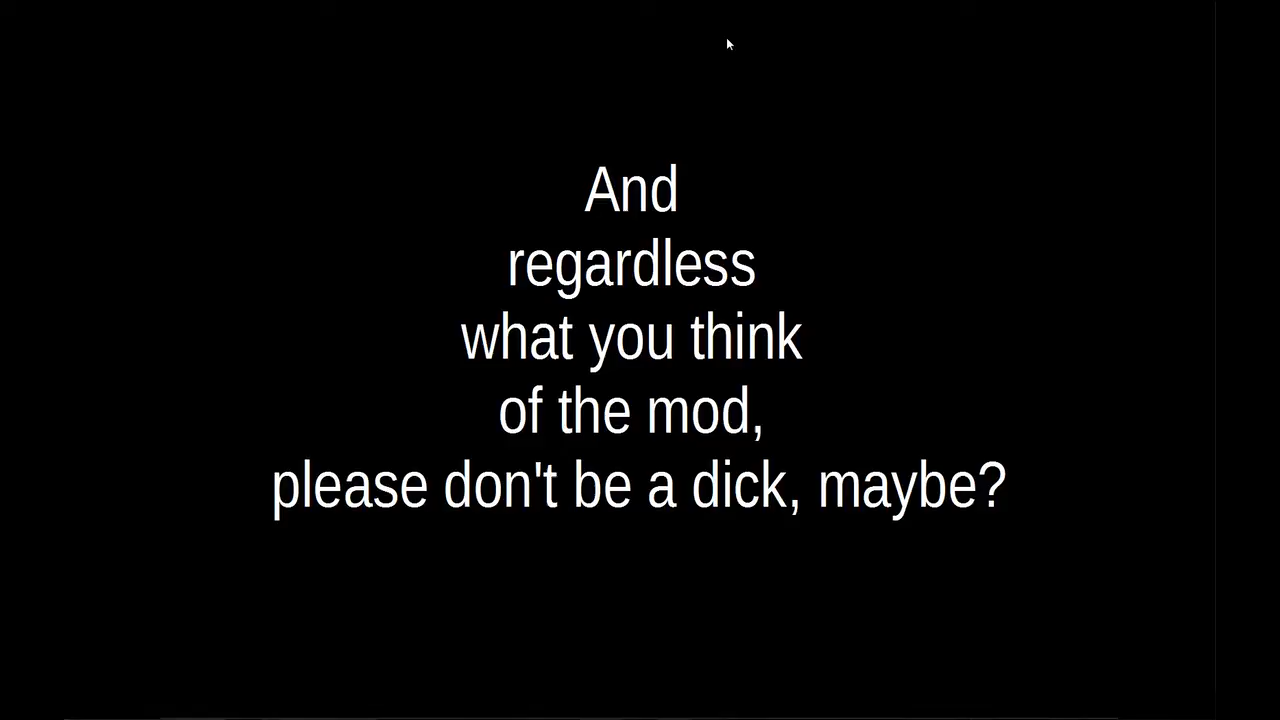 And
regardless
what you think
of the mod,
please don't be a dick, maybe?